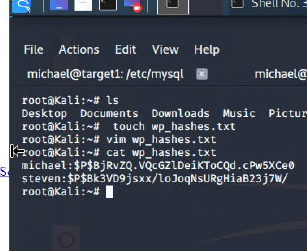 Shell No. 3
File Actions Edit View Help
michael@target1: /etc/mysql
root@Kali:~# ls
Desktop Documents Downloads Music Pictur
root@Kali:~# touch wp_hashes.txt
root@Kali:~# vim wp_hashes.txt
root@Kali:~# cat wp_hashes.txt
michael:$P$BjRvZQ.VQcGZlDeiKToCQd.cPw5XCe0
steven:$P$Bk3VD9jsxx/loJoqNsURgHiaB23j7W/
root@Kali:~#